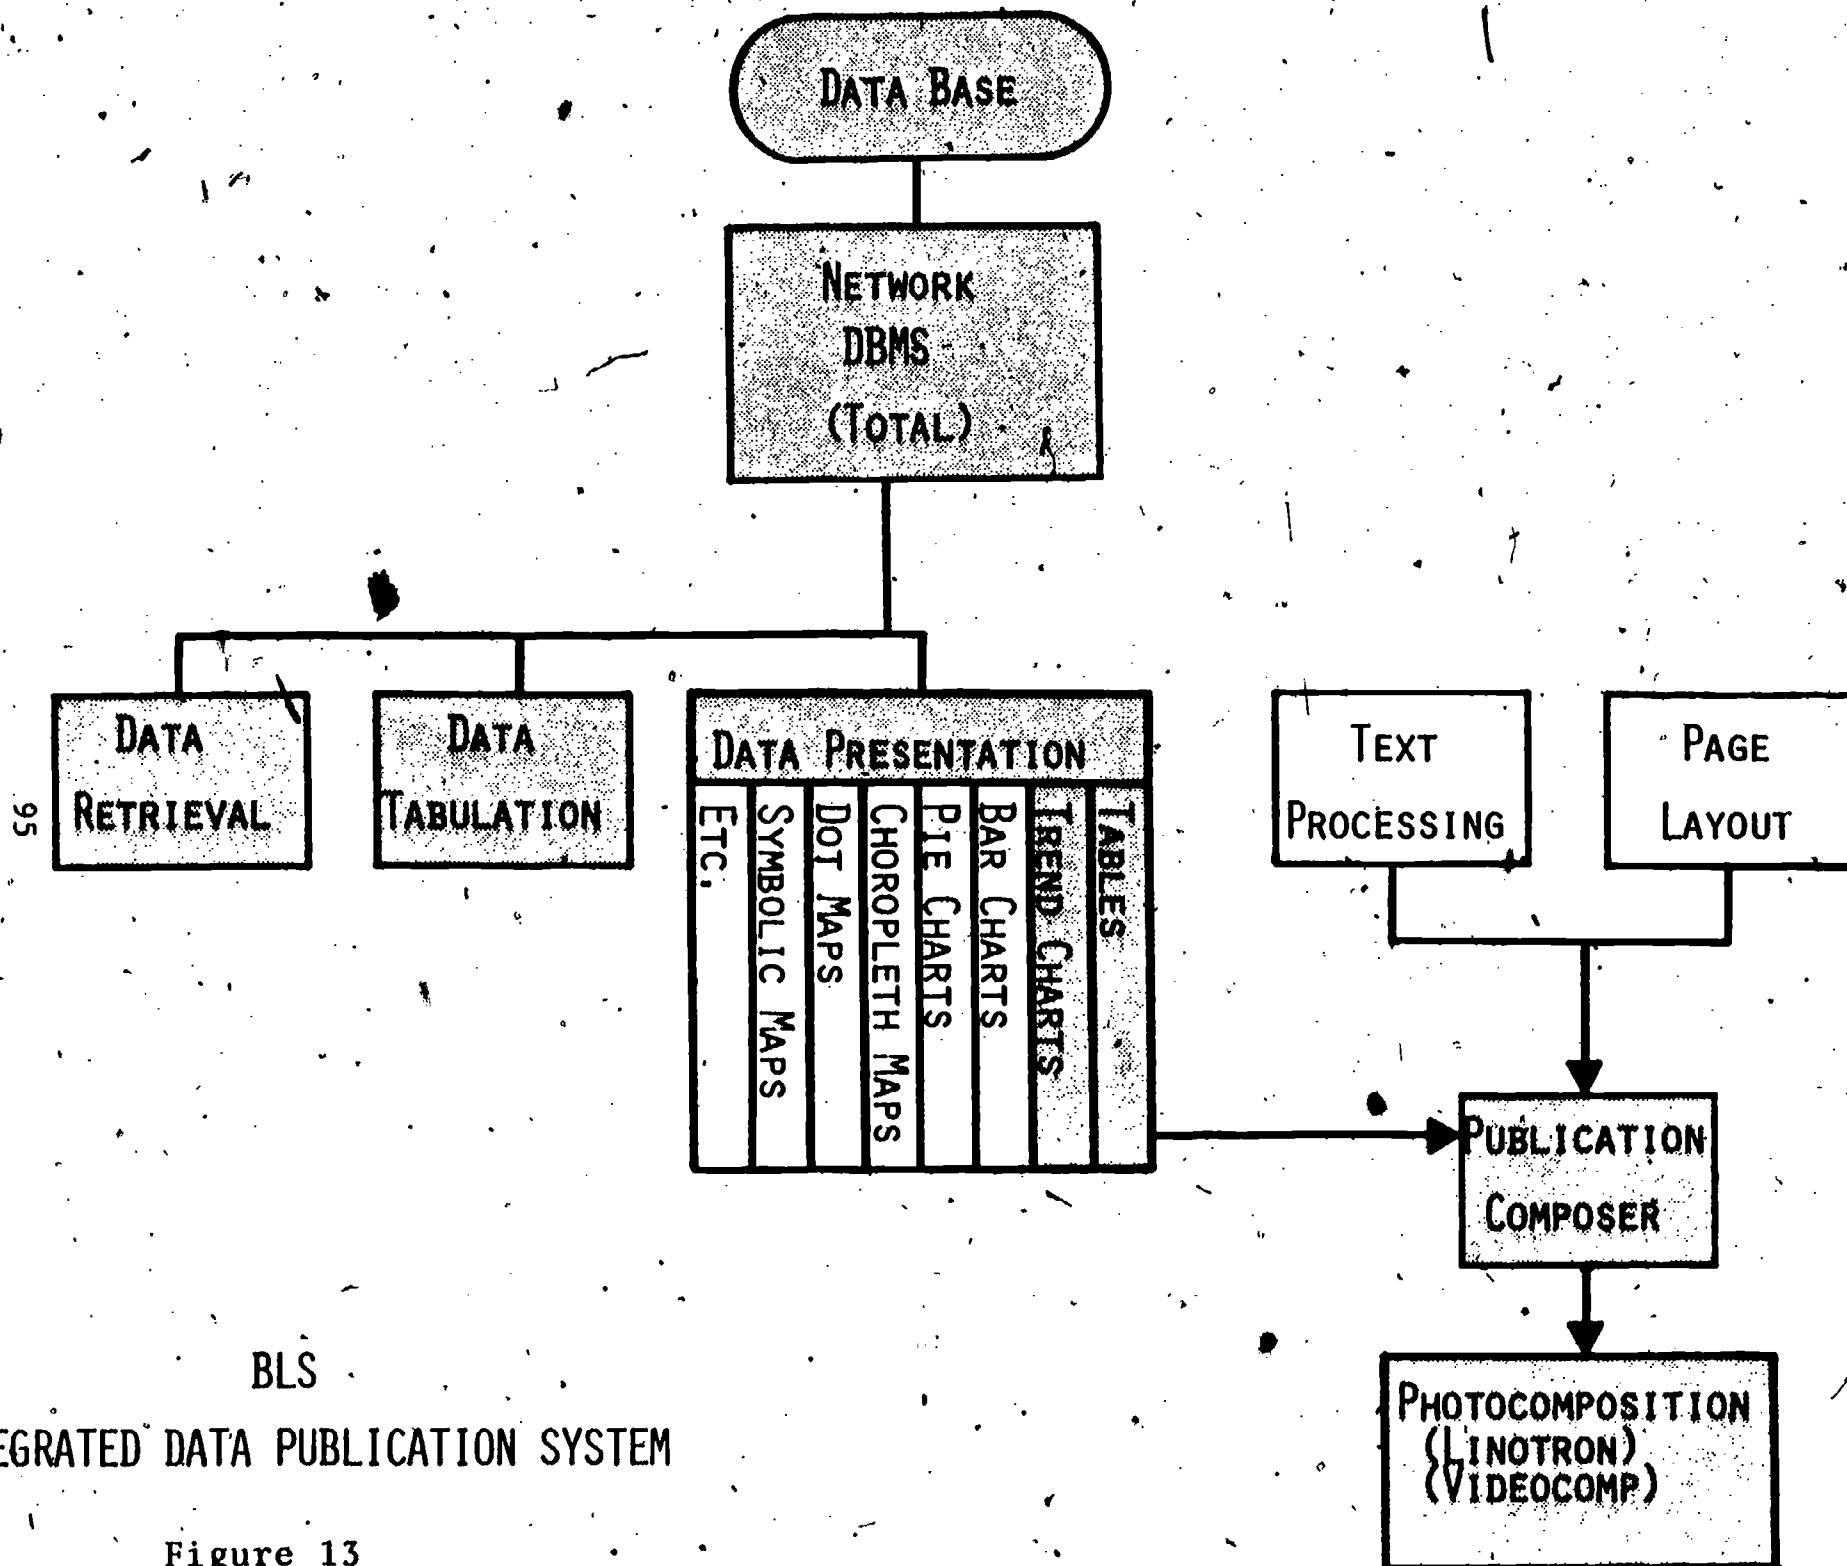 DATA BASE
NETWORK
DBMS
(TOTAL)
DATA
RETRIEVAL
DATA
TABULATION
DATA PRESENTATION
ETC.
SYMBOLIC MAPS
DOT MAPS
CHOROPLETH MAPS
PIE CHARTS
BAR CHARTS
TREND CHARTS
TABLES
TEXT
PROCESSING
PAGE
LAYOUT
PUBLICATION
COMPOSER
PHOTOCOMPOSITION
(LINOTRON)
(VIDEOCOMP)
95
BLS
EGRATED DATA PUBLICATION SYSTEM
Figure 13